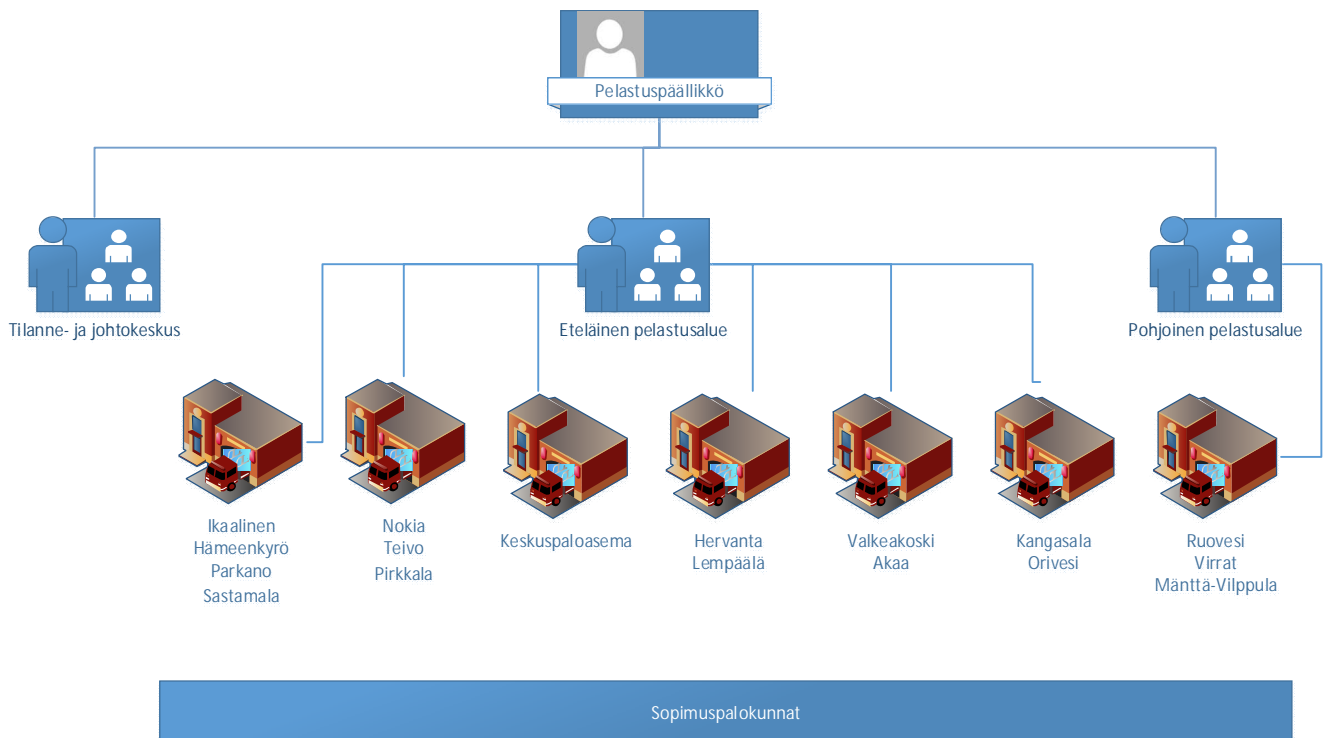 Pelastuspäällikkö
Tilanne- ja johtokeskus
Eteläinen pelastusalue
Pohjoinen pelastusalue
Ikaalinen
Hämeenkyrö
Parkano
Sastamala
Nokia
Teivo
Pirkkala
Keskuspaloasema
Hervanta
Lempäälä
Valkeakoski
Akaa
Kangasala
Orivesi
Ruovesi
Virrat
Mänttä-Vilppula
Sopimuspalokunnat